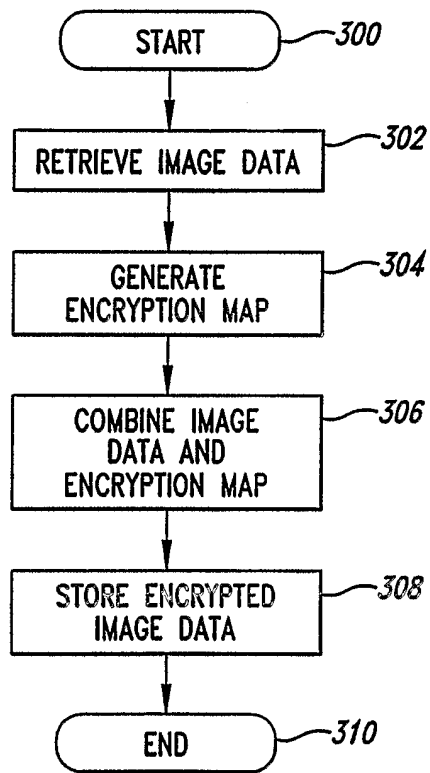 START
300
RETRIEVE IMAGE DATA
302
GENERATE
ENCRYPTION MAP
304
COMBINE IMAGE
DATA AND
ENCRYPTION MAP
306
STORE ENCRYPTED
IMAGE DATA
308
END
310